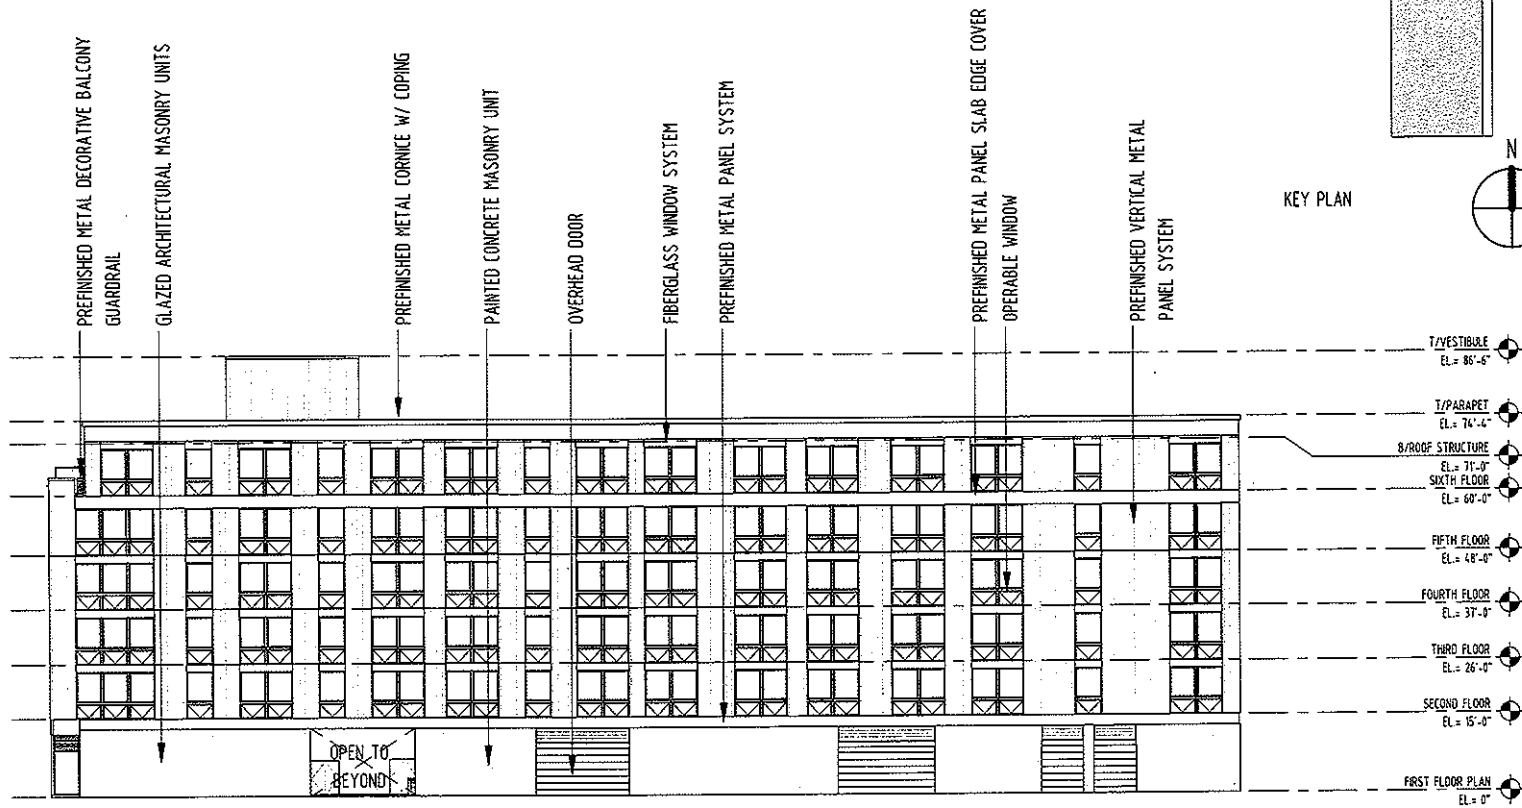 PREFINISHED METAL DECORATIVE BALCONY
GUARDRAIL
GLAZED ARCHITECTURAL MASONRY UNITS
PREFINISHED METAL CORNICE W/ COPING
PAINTED CONCRETE MASONRY UNIT
OVERHEAD DOOR
FIBERGLASS WINDOW SYSTEM
PREFINISHED METAL PANEL SYSTEM
PREFINISHED METAL PANEL SLAB EDGE COVER
OPERABLE WINDOW
PREFINISHED VERTICAL METAL
PANEL SYSTEM
KEY PLAN
N
T/VESTIBULE
EL.= 86'-6"
T/PARAPET
EL.= 74'-4"
B/ROOF STRUCTURE
EL.= 71'-0"
SIXTH FLOOR
EL.= 60'-0"
FIFTH FLOOR
EL.= 48'-0"
FOURTH FLOOR
EL.= 37'-0"
THIRD FLOOR
EL.= 26'-0"
SECOND FLOOR
EL.= 15'-0"
FIRST FLOOR PLAN
EL.= 0"
OPEN TO
BEYOND